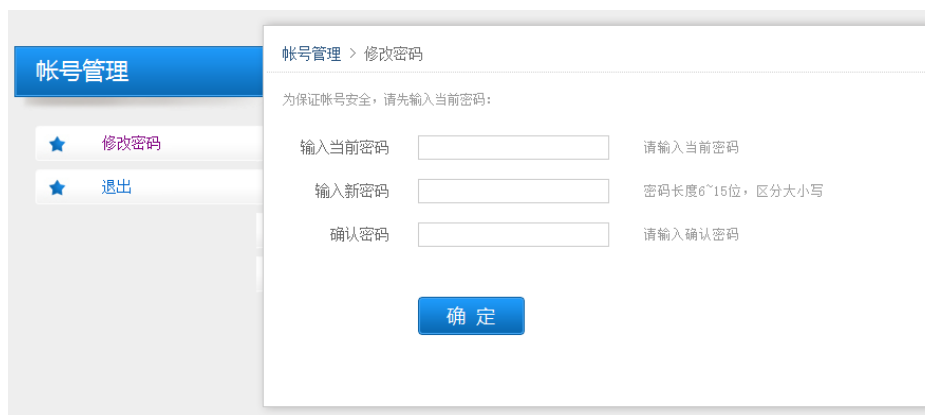 帐号管理
修改密码
退出
帐号管理 > 修改密码
为保证帐号安全，请先输入当前密码：
输入当前密码 请输入当前密码
输入新密码 密码长度6~15位，区分大小写
确认密码 请输入确认密码
确 定